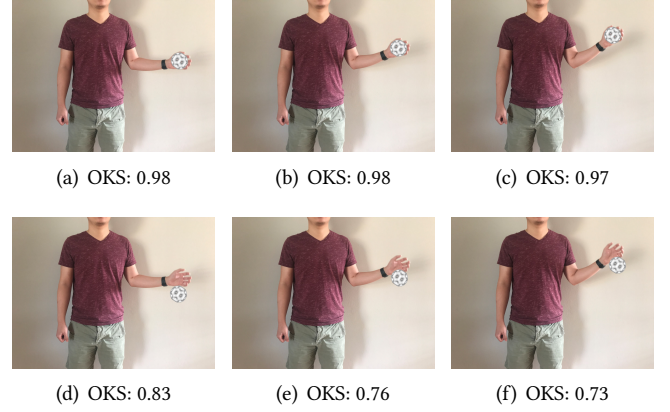 (a) OKS: 0.98
(b) OKS: 0.98
(c) OKS: 0.97
(d) OKS: 0.83
(e) OKS: 0.76
(f) OKS: 0.73